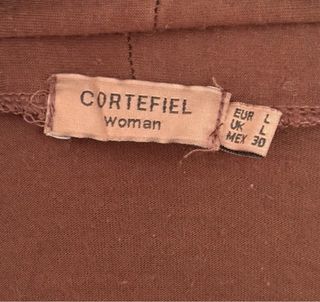 CORTEFIEL
woman
EUR L
UK L
MEX 30